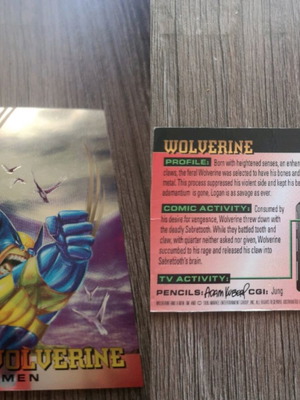 WOLVERINE
MEN
WOLVERINE
PROFILE: Born with heightened senses, an enhan
claws, the feral Wolverine was selected to have his bones and
metal. This process suppressed his violent side and kept his be
adamantium is gone, Logan is as savage as ever.
COMIC ACTIVITY: Consumed by
his desire for vengeance, Wolverine threw down with
the deadly Sabretooth. While they battled tooth and
claw, with quarter neither asked nor given, Wolverine
succumbed to his rage and released his claw into
Sabretooth's brain.
TV ACTIVITY:
PENCILS: Adam Kubert CGI: Jung